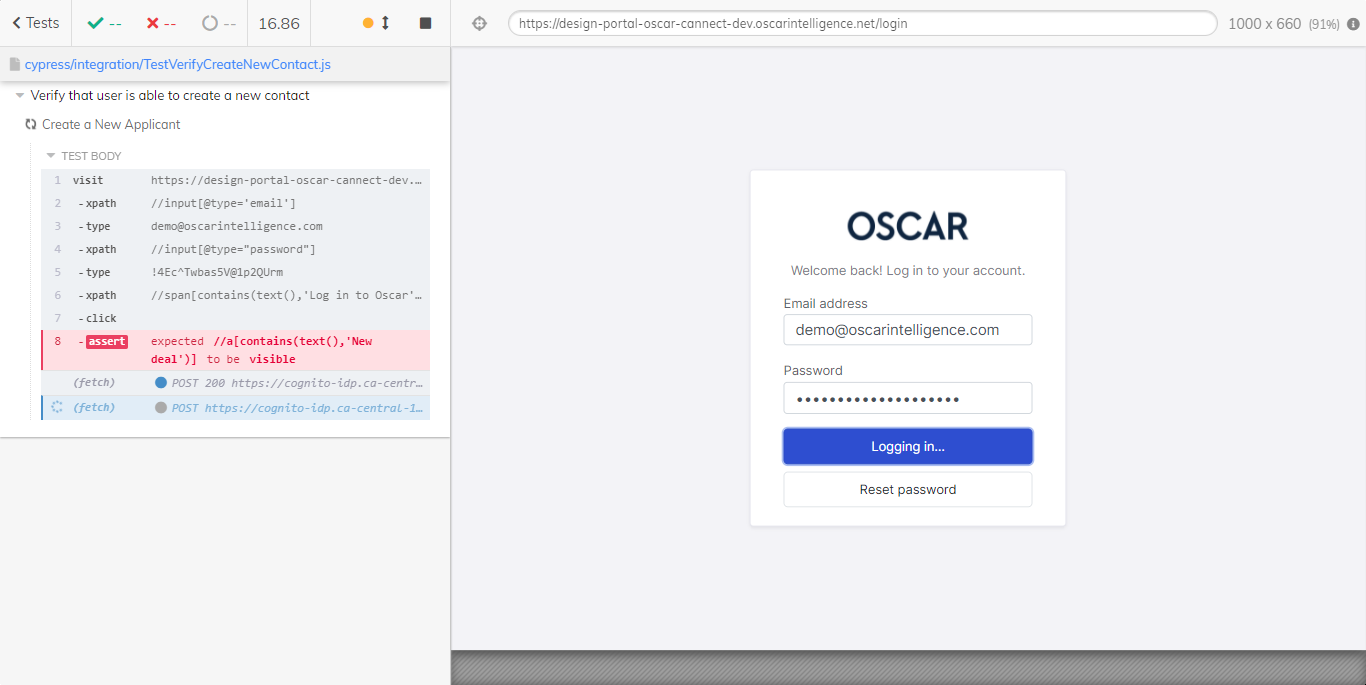 Tests
--
--
--
16.86
https://design-portal-oscar-cannect-dev.oscarintelligence.net/login
1000 x 660 (91%)
cypress/integration/TestVerifyCreateNewContact.js
Verify that user is able to create a new contact
Create a New Applicant
TEST BODY
1 visit https://design-portal-oscar-cannect-dev.…
2 -xpath //input[@type='email']
3 -type demo@oscarintelligence.com
4 -xpath //input[@type="password"]
5 -type !4Ec^Twbas5V@1p2QUrm
6 -xpath //span[contains(text(),'Log in to Oscar'…
7 -click
8 -assert expected //a[contains(text(),'New
deal')] to be visible
(fetch) POST 200 https://cognito-idp.ca-centr…
(fetch) POST https://cognito-idp.ca-central-1…
OSCAR
Welcome back! Log in to your account.
Email address
demo@oscarintelligence.com
Password
Logging in...
Reset password